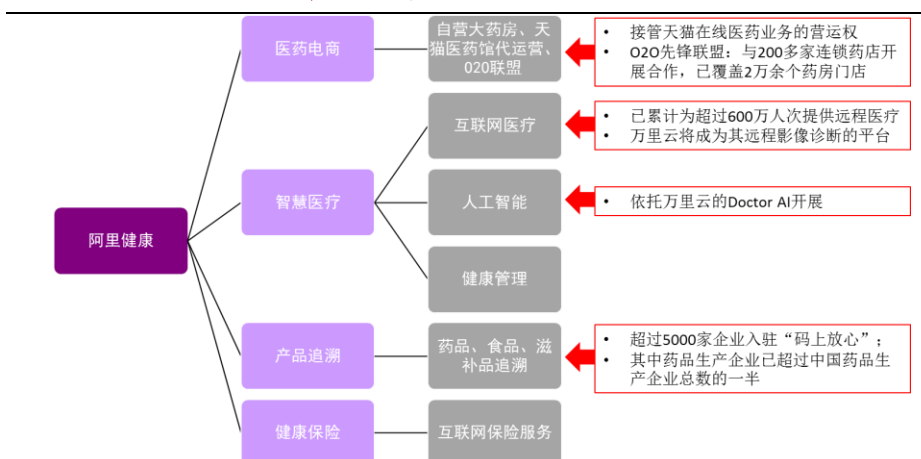 医药电商
自营大药房、天
猫医药馆代运营、
O2O联盟
• 接管天猫在线医药业务的营运权
• O2O先锋联盟：与200多家连锁药店开
展合作，已覆盖2万余个药房门店
互联网医疗
• 已累计为超过600万人次提供远程医疗
• 万里云将成为其远程影像诊断的平台
智慧医疗
人工智能
• 依托万里云的Doctor AI开展
阿里健康
健康管理
产品追溯
药品、食品、滋
补品追溯
• 超过5000家企业入驻“码上放心”；
• 其中药品生产企业已超过中国药品生
产企业总数的一半
健康保险
互联网保险服务